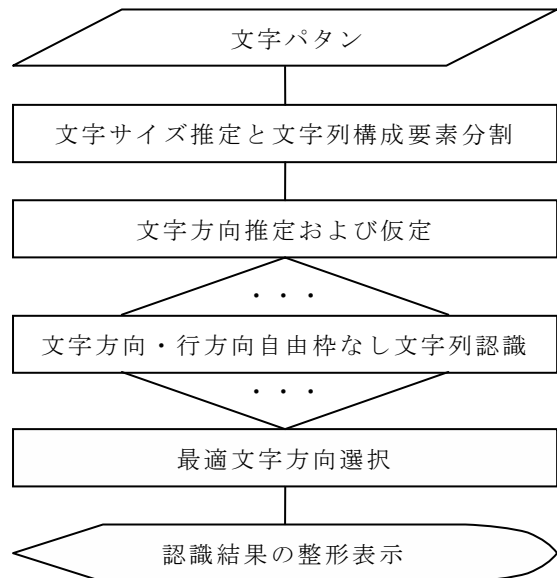 文字パタン
文字サイズ推定と文字列構成要素分割
文字方向推定および仮定
・・・
文字方向・行方向自由枠なし文字列認識
・・・
最適文字方向選択
認識結果の整形表示